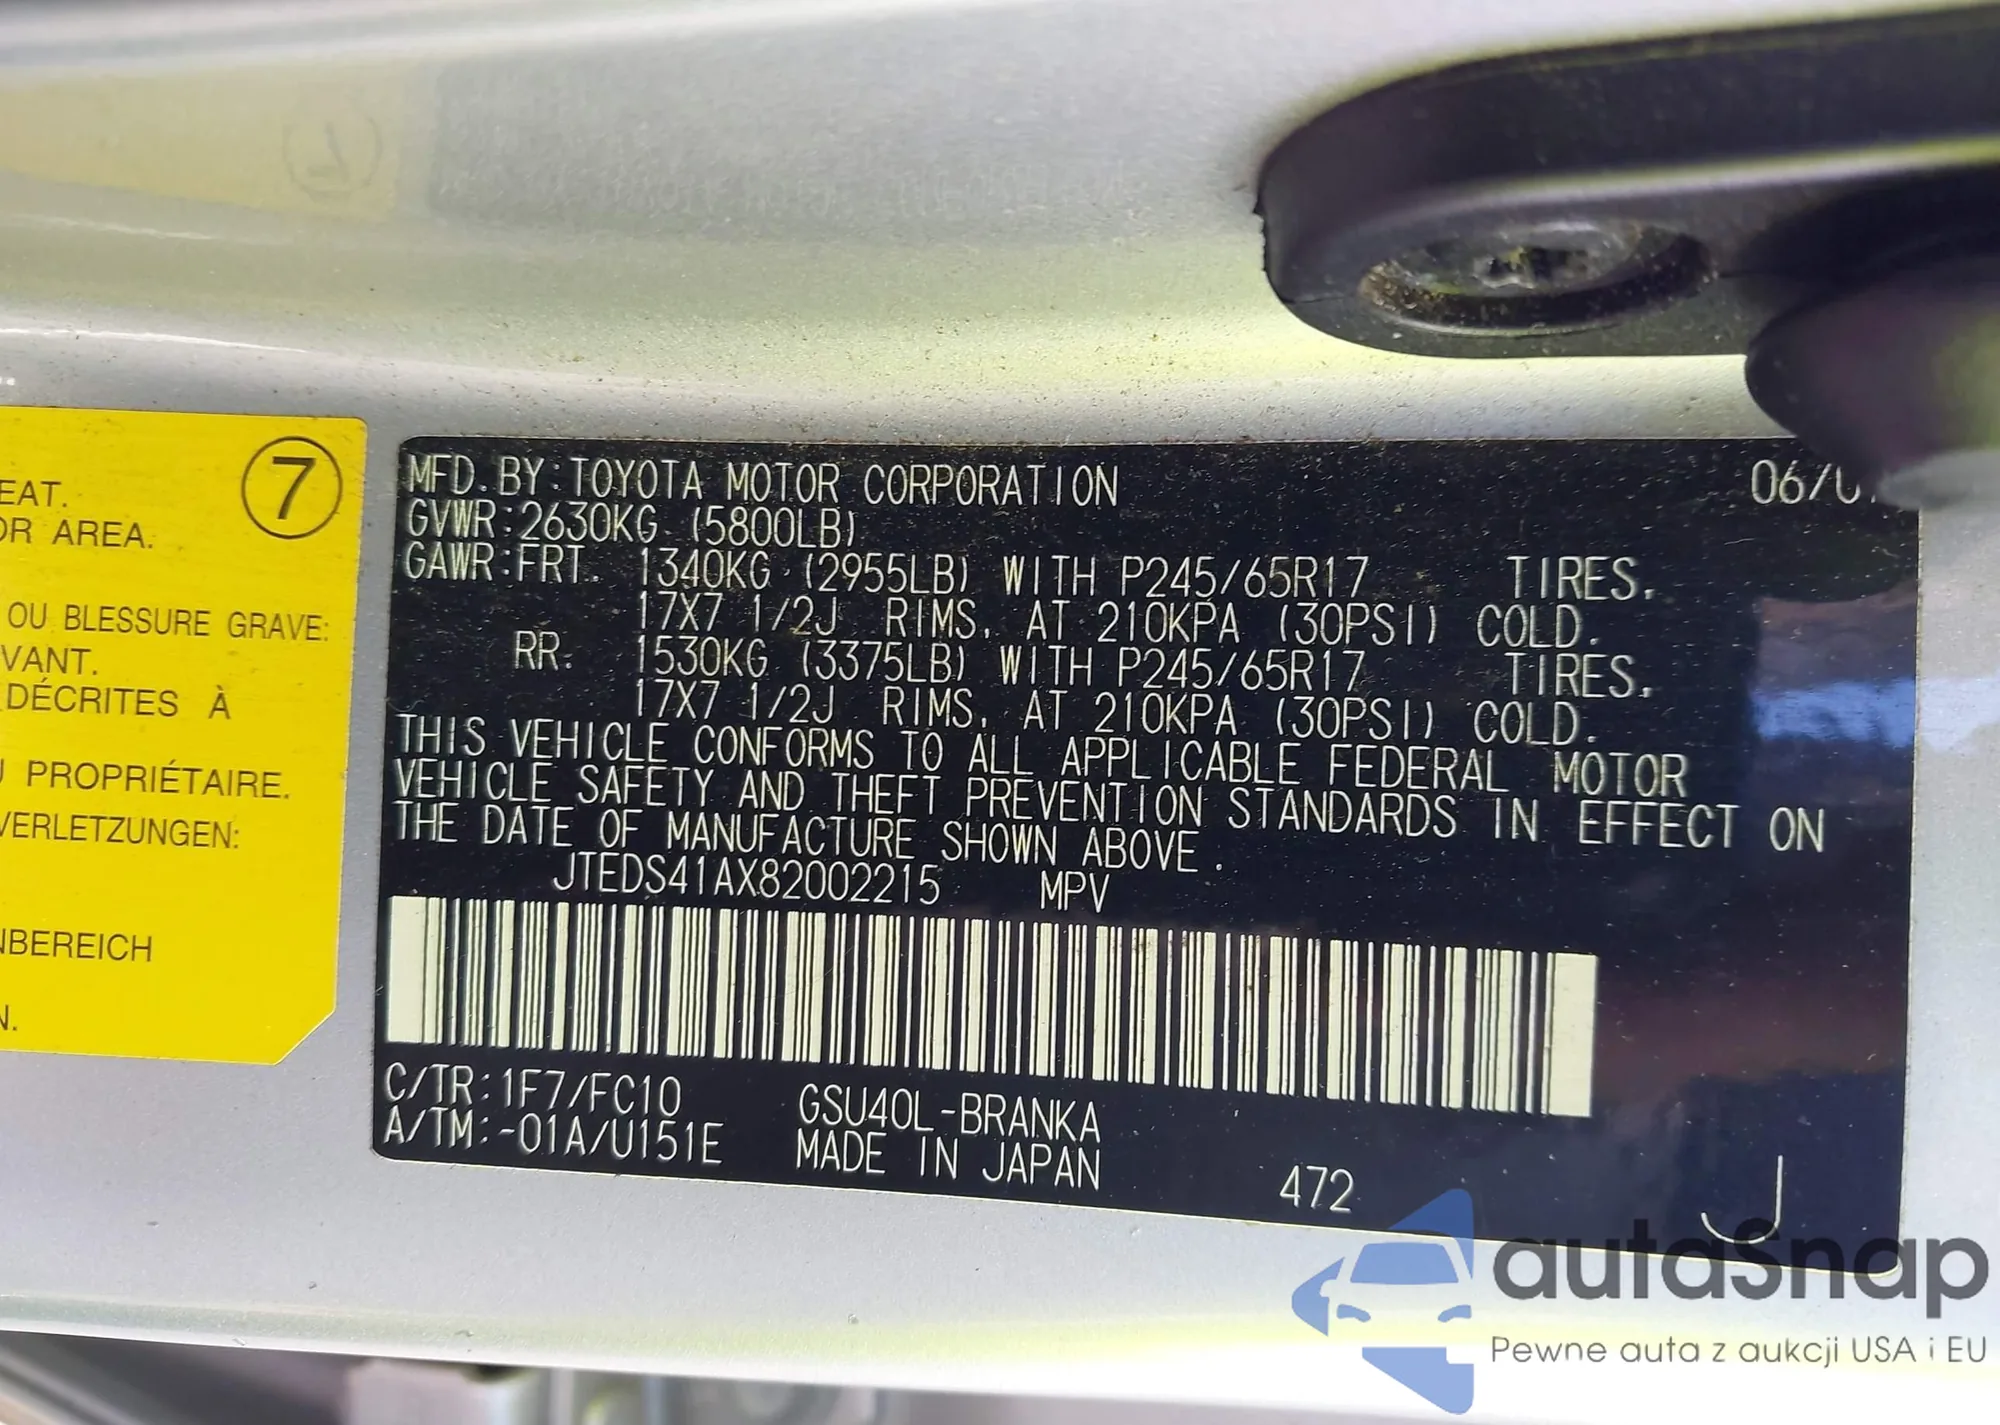 EAT.
OR AREA.
7
OU BLESSURE GRAVE:
VANT.
DÉCRITES À
PROPRIÉTAIRE.
VERLETZUNGEN:
NBEREICH
N.
MFD. BY: TOYOTA MOTOR CORPORATION 06/0
GVWR: 2630KG (5800LB)
GAWR: FRT. 1340KG (2955LB) WITH P245/65R17 TIRES.
17X7 1/2J RIMS. AT 210KPA (30PSI) COLD.
RR. 1530KG (3375LB) WITH P245/65R17 TIRES.
17X7 1/2J RIMS. AT 210KPA (30PSI) COLD.
THIS VEHICLE CONFORMS TO ALL APPLICABLE FEDERAL MOTOR
VEHICLE SAFETY AND THEFT PREVENTION STANDARDS IN EFFECT ON
THE DATE OF MANUFACTURE SHOWN ABOVE.
JTEDS41AX82002215 MPV
C/TR: 1F7/FC10 GSU40L-BRANKA
A/TM: -01A/U151E MADE IN JAPAN
472 J
autaSnap
Pewne auta z aukcji USA i EU